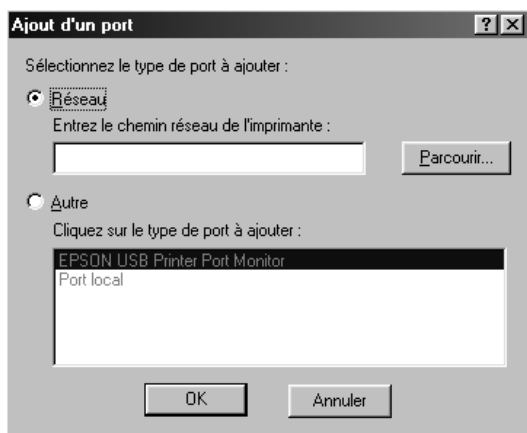 Ajout d'un port
Sélectionnez le type de port à ajouter :
Réseau
Entrez le chemin réseau de l'imprimante :
Parcourir...
Autre
Cliquez sur le type de port à ajouter :
EPSON USB Printer Port Monitor
Port local
OK
Annuler